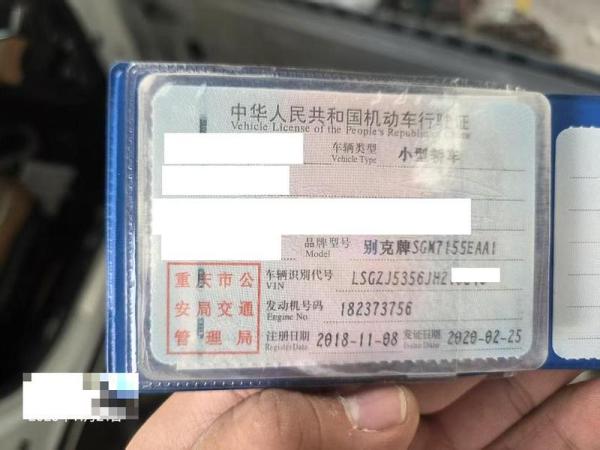 中华人民共和国机动车行驶证
Vehicle License of the People's Republic
车辆类型 小型轿车
Vehicle Type
品牌型号 别克牌SGM7155EAA1
Model
重庆市公
安局交通
管理局
车辆识别代号 LSGZJ5356JH2
VIN
发动机号码 182373756
Engine No.
注册日期 2018-11-08 发证日期 2020-02-25
Register Date Issue Date